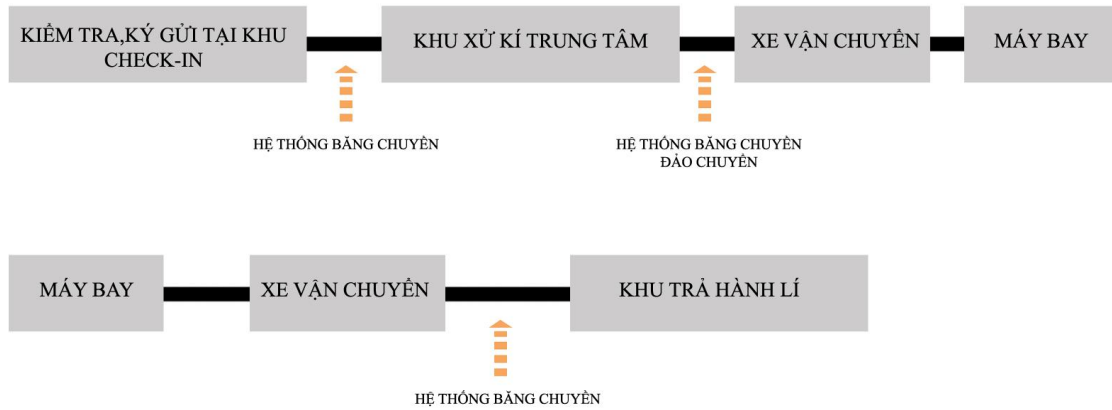 KIỂM TRA,KÝ GỬI TẠI KHU
CHECK-IN
KHU XỬ KÍ TRUNG TÂM
XE VẬN CHUYỂN
MÁY BAY
HỆ THỐNG BĂNG CHUYỀN
HỆ THỐNG BĂNG CHUYỀN
ĐẢO CHUYỀN
MÁY BAY
XE VẬN CHUYỂN
KHU TRẢ HÀNH LÍ
HỆ THỐNG BĂNG CHUYỀN